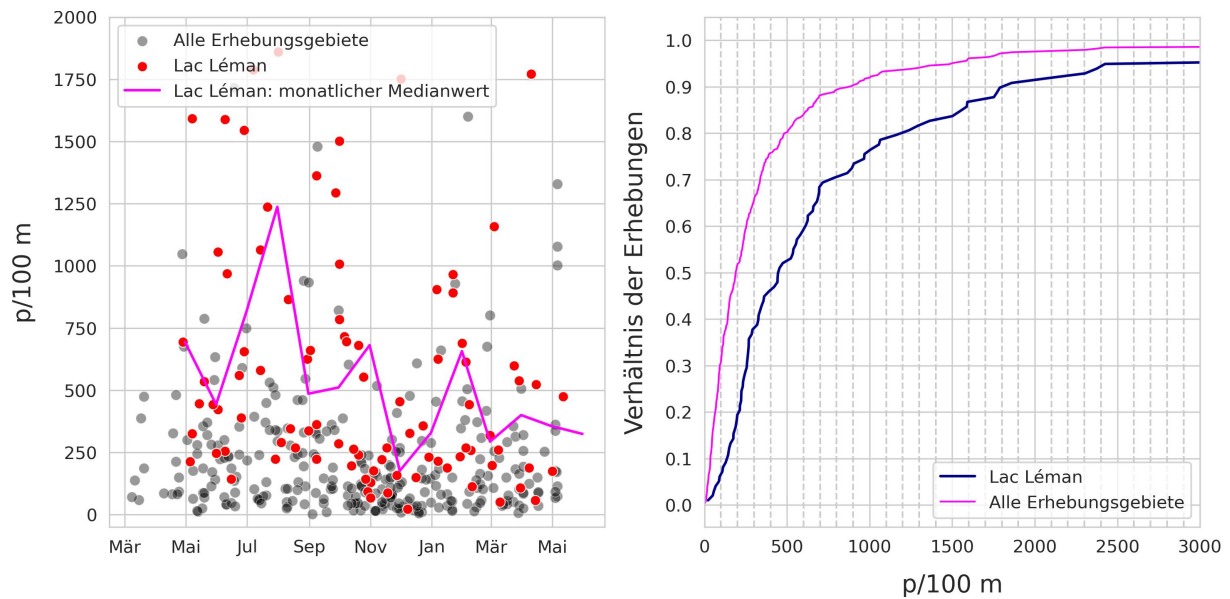 2000
1750
1500
1250
1000
750
500
250
0
p/100 m
Alle Erhebungsgebiete
Lac Léman
Lac Léman: monatlicher Medianwert
Mär
Mai
Jul
Sep
Nov
Jan
Mär
Mai
1.0
0.9
0.8
0.7
0.6
0.5
0.4
0.3
0.2
0.1
0.0
Verhältnis der Erhebungen
Lac Léman
Alle Erhebungsgebiete
0
500
1000
1500
2000
2500
3000
p/100 m